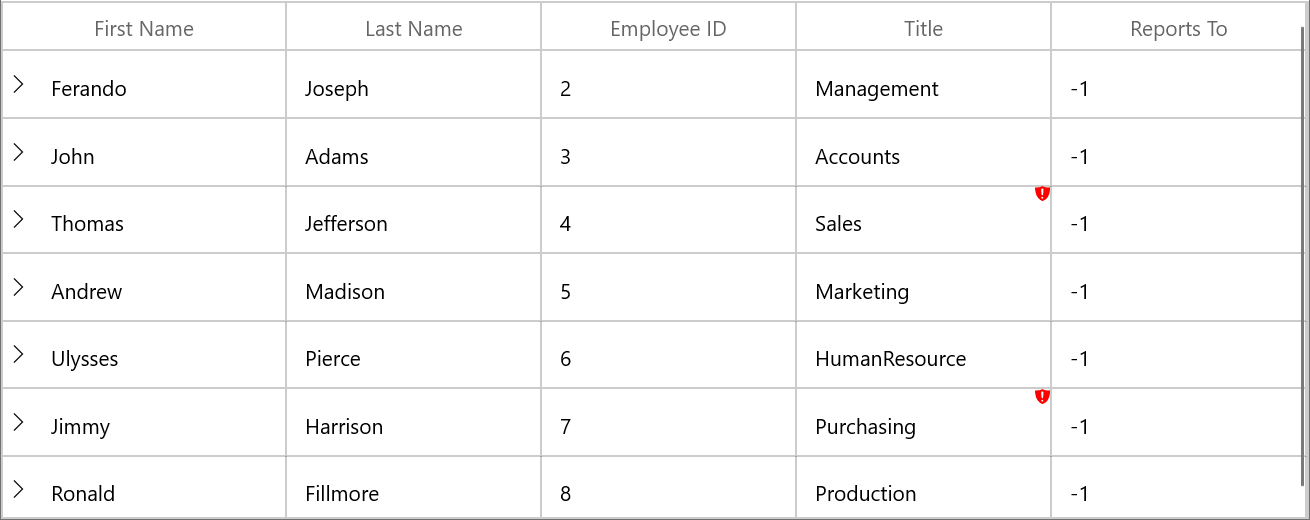 First Name Last Name Employee ID Title Reports To
Ferando Joseph 2 Management -1
John Adams 3 Accounts -1
Thomas Jefferson 4 Sales -1
Andrew Madison 5 Marketing -1
Ulysses Pierce 6 HumanResource -1
Jimmy Harrison 7 Purchasing -1
Ronald Fillmore 8 Production -1